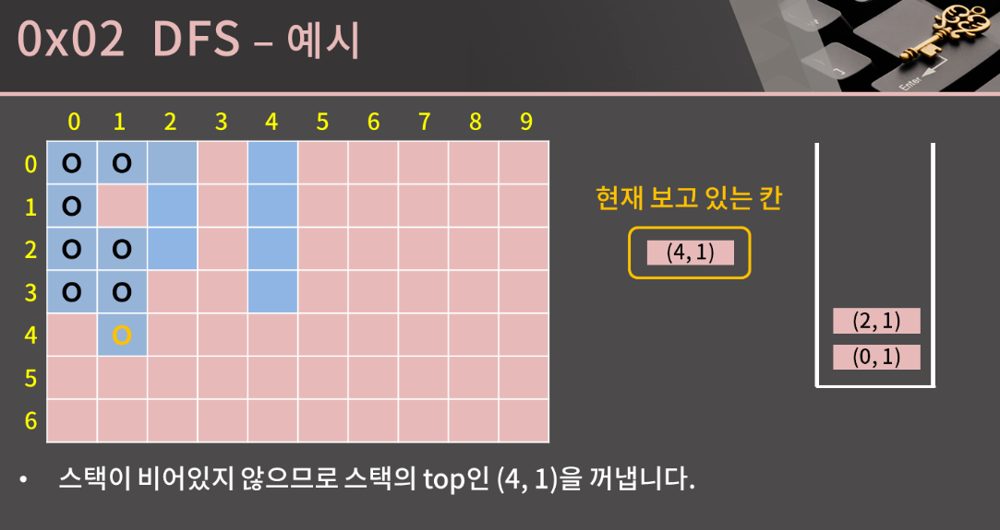 0x02 DFS – 예시
0 1 2 3 4 5 6 7 8 9
0 O O
1 O
2 O O
3 O O
4 O
5
6
현재 보고 있는 칸
(4, 1)
(2, 1)
(0, 1)
• 스택이 비어있지 않으므로 스택의 top인 (4, 1)을 꺼냅니다.
Enter